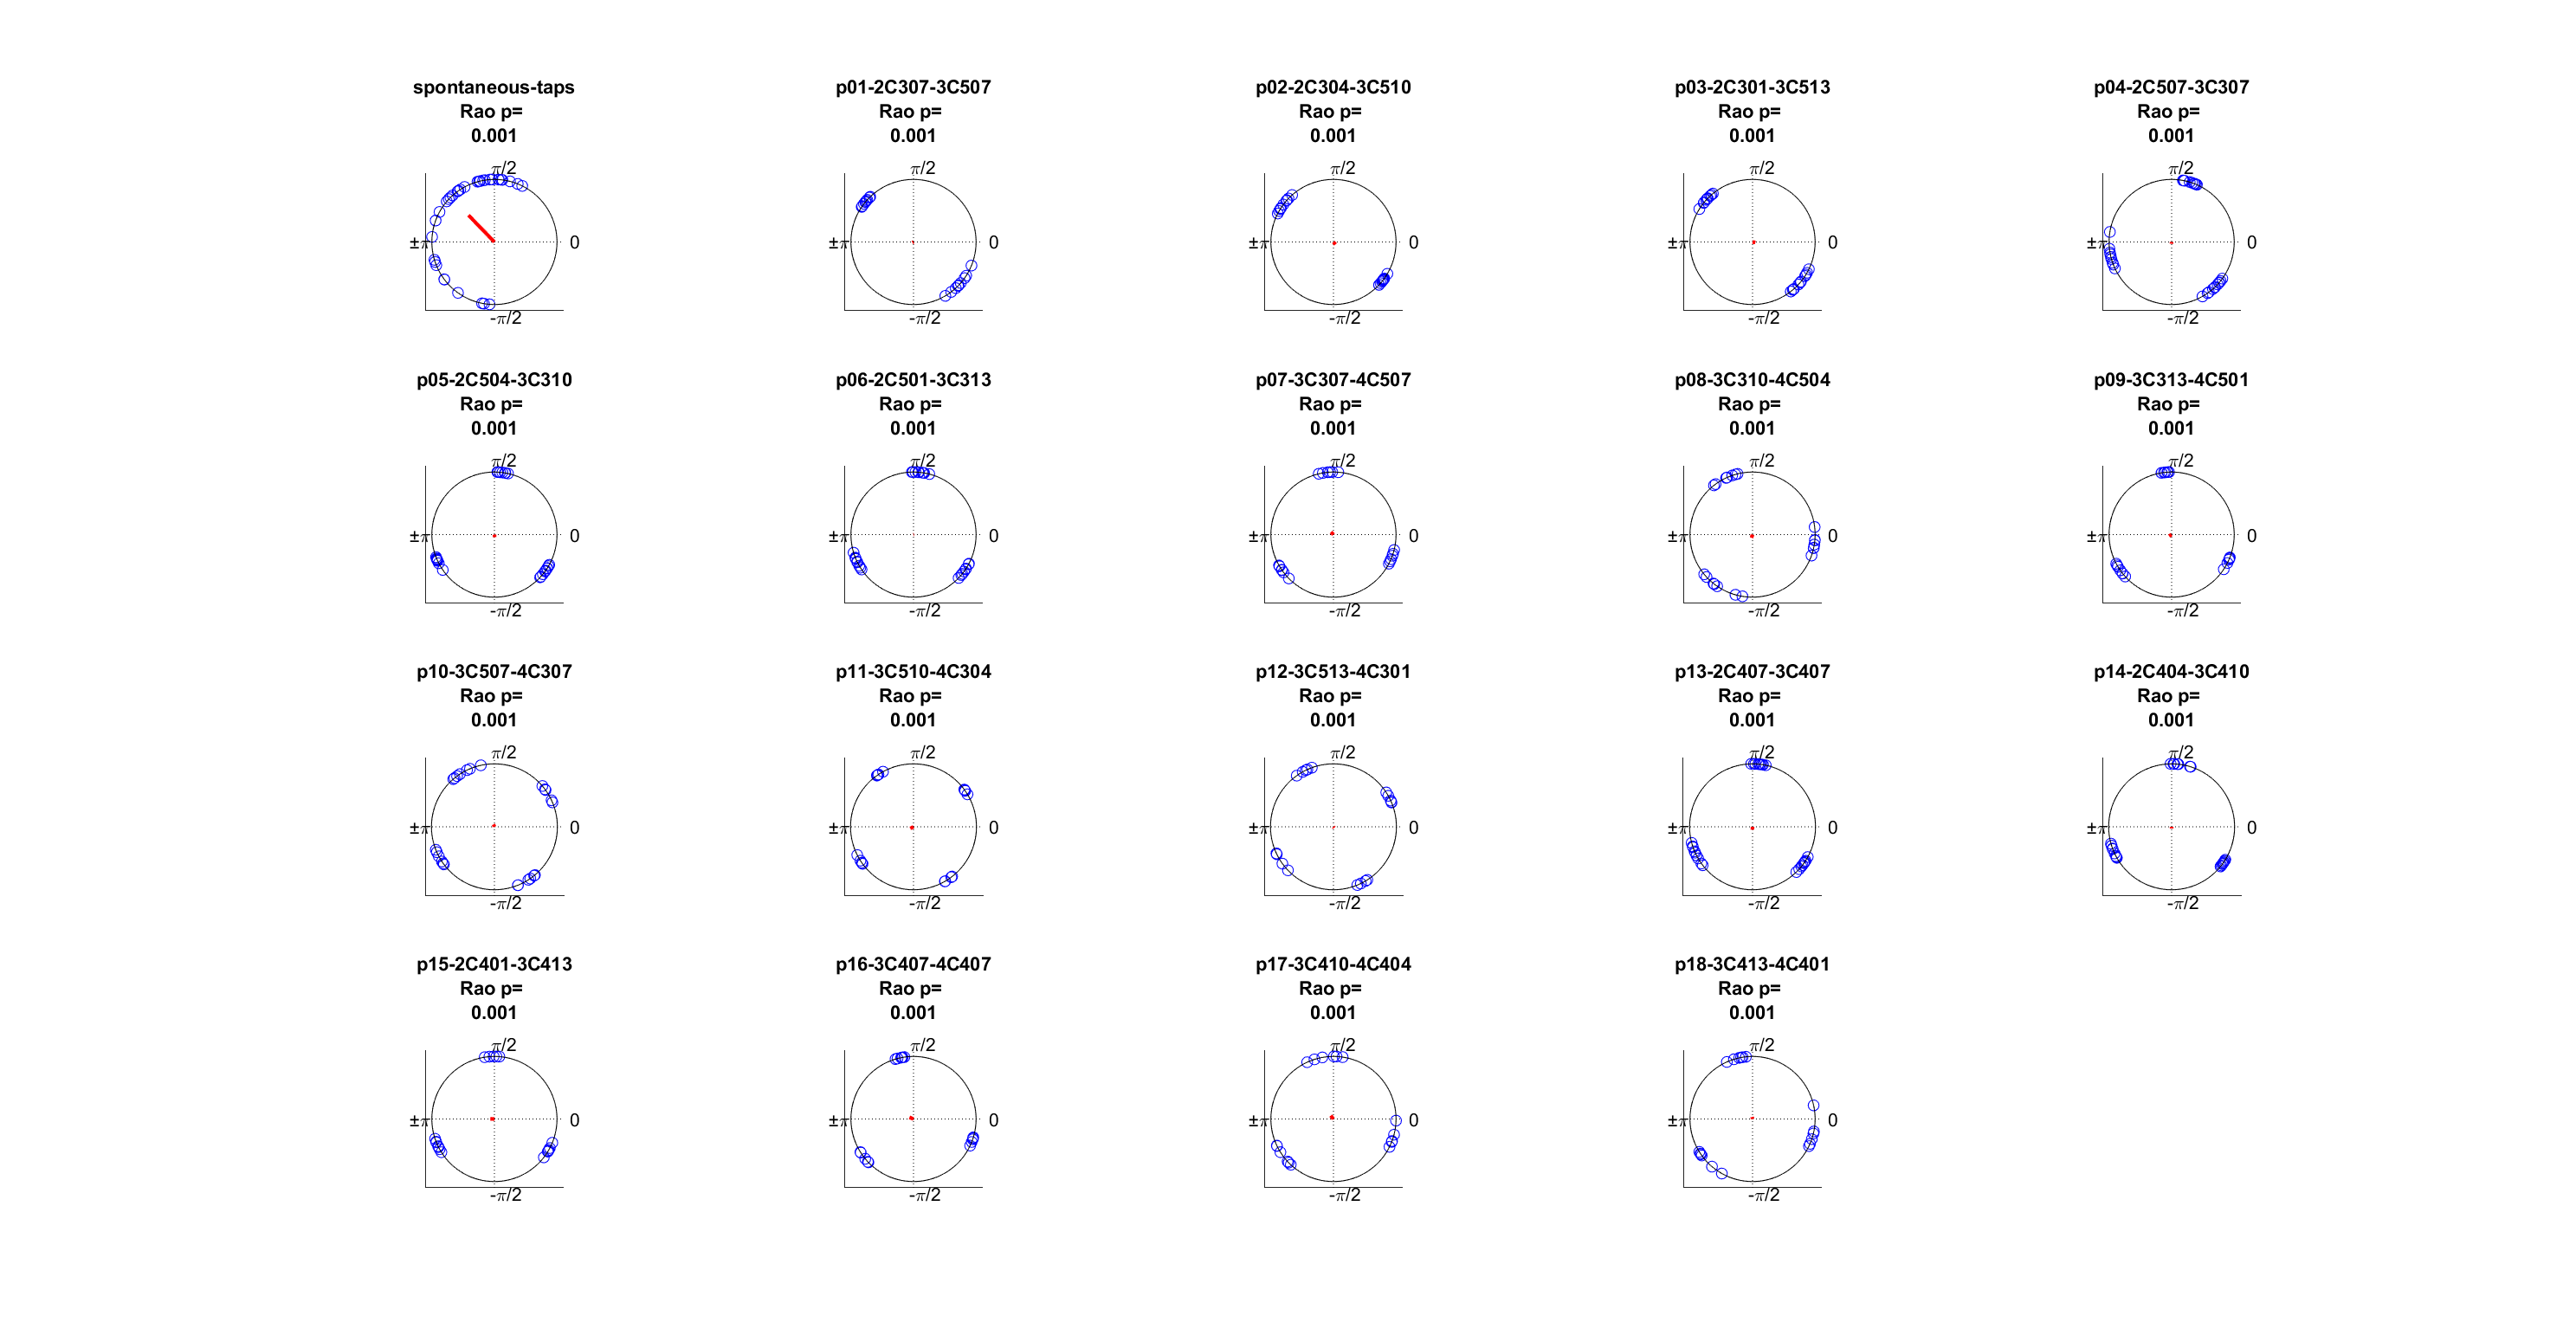 spontaneous-taps
Rao p=
0.001
π/2
±π
0
-π/2
p01-2C307-3C507
Rao p=
0.001
π/2
±π
0
-π/2
p02-2C304-3C510
Rao p=
0.001
π/2
±π
0
-π/2
p03-2C301-3C513
Rao p=
0.001
π/2
±π
0
-π/2
p04-2C507-3C307
Rao p=
0.001
π/2
±π
0
-π/2
p05-2C504-3C310
Rao p=
0.001
π/2
±π
0
-π/2
p06-2C501-3C313
Rao p=
0.001
π/2
±π
0
-π/2
p07-3C307-4C507
Rao p=
0.001
π/2
±π
0
-π/2
p08-3C310-4C504
Rao p=
0.001
π/2
±π
0
-π/2
p09-3C313-4C501
Rao p=
0.001
π/2
±π
0
-π/2
p10-3C507-4C307
Rao p=
0.001
π/2
±π
0
-π/2
p11-3C510-4C304
Rao p=
0.001
π/2
±π
0
-π/2
p12-3C513-4C301
Rao p=
0.001
π/2
±π
0
-π/2
p13-2C407-3C407
Rao p=
0.001
π/2
±π
0
-π/2
p14-2C404-3C410
Rao p=
0.001
π/2
±π
0
-π/2
p15-2C401-3C413
Rao p=
0.001
π/2
±π
0
-π/2
p16-3C407-4C407
Rao p=
0.001
π/2
±π
0
-π/2
p17-3C410-4C404
Rao p=
0.001
π/2
±π
0
-π/2
p18-3C413-4C401
Rao p=
0.001
π/2
±π
0
-π/2